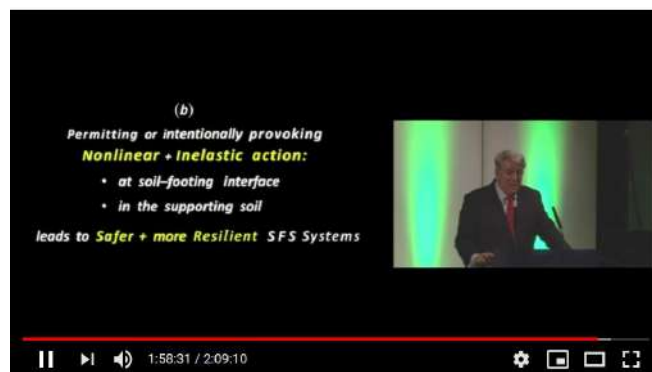 (b)
Permitting or intentionally provoking
Nonlinear + Inelastic action:
• at soil–footing interface
• in the supporting soil
leads to Safer + more Resilient SFS Systems
1:58:31 / 2:09:10